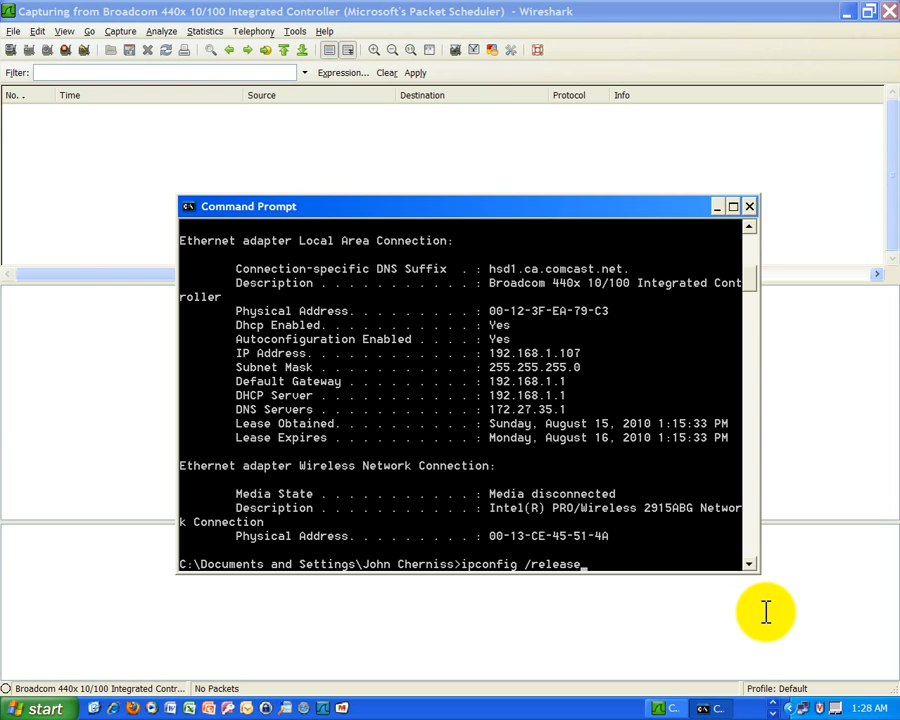 Capturing from Broadcom 440x 10/100 Integrated Controller (Microsoft's Packet Scheduler) - Wireshark
File Edit View Go Capture Analyze Statistics Telephony Tools Help
Filter: Expression... Clear Apply
No. . Time Source Destination Protocol Info
Command Prompt
Ethernet adapter Local Area Connection:
Connection-specific DNS Suffix . : hsd1.ca.comcast.net.
Description . . . . . . . . . . . : Broadcom 440x 10/100 Integrated Cont
roller
Physical Address. . . . . . . . . : 00-12-3F-EA-79-C3
Dhcp Enabled. . . . . . . . . . . : Yes
Autoconfiguration Enabled . . . . : Yes
IP Address. . . . . . . . . . . . : 192.168.1.107
Subnet Mask . . . . . . . . . . . : 255.255.255.0
Default Gateway . . . . . . . . . : 192.168.1.1
DHCP Server . . . . . . . . . . . : 192.168.1.1
DNS Servers . . . . . . . . . . . : 172.27.35.1
Lease Obtained. . . . . . . . . . : Sunday, August 15, 2010 1:15:33 PM
Lease Expires . . . . . . . . . . : Monday, August 16, 2010 1:15:33 PM
Ethernet adapter Wireless Network Connection:
Media State . . . . . . . . . . . : Media disconnected
Description . . . . . . . . . . . : Intel(R) PRO/Wireless 2915ABG Networ
k Connection
Physical Address. . . . . . . . . : 00-13-CE-45-51-4A
C:\Documents and Settings\John Cherniss>ipconfig /release_
Broadcom 440x 10/100 Integrated Contr... No Packets Profile: Default
start C. C. 1:28 AM